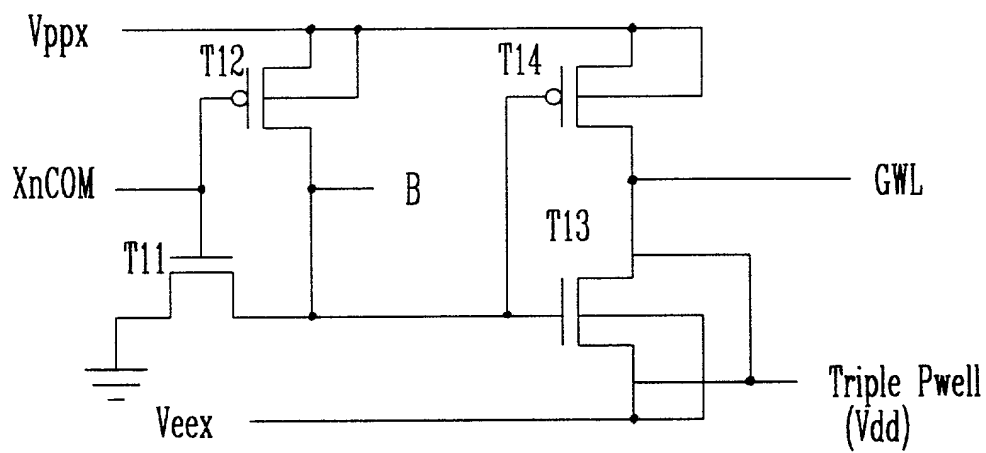 Vppx
T12
T14
XnCOM
B
GWL
T13
T11
Triple Pwell
(Vdd)
Veex